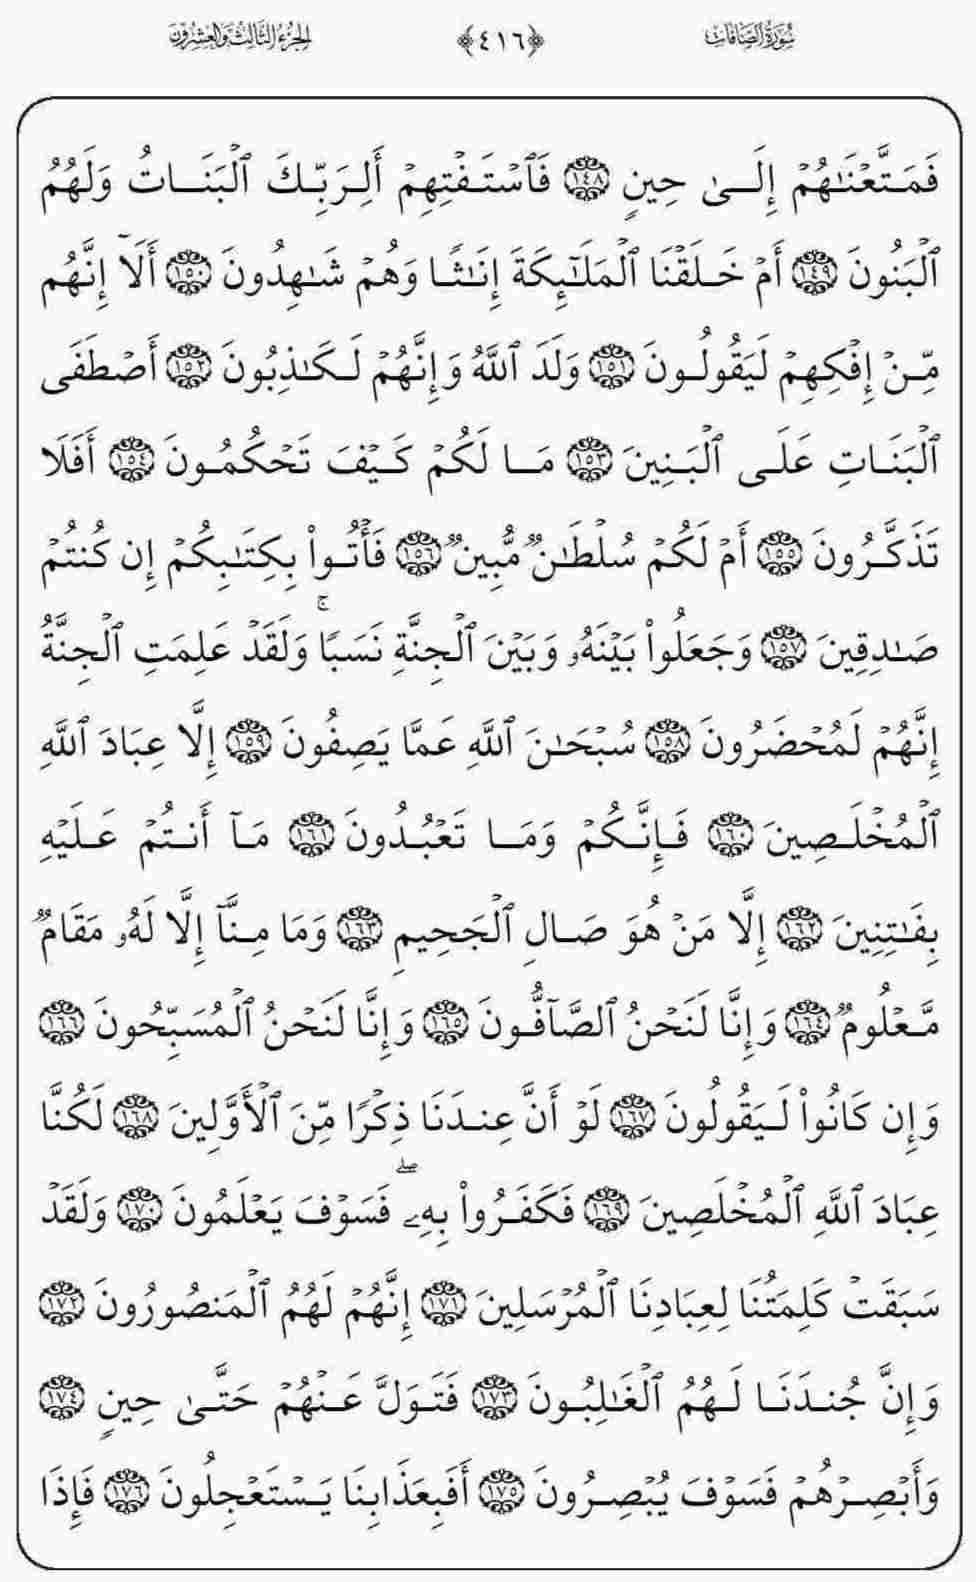 سُورَةُ الصَّافَّاتِ ﴿٤١٦﴾ الجُزْءُ الثَّالِثُ وَالعِشْرُونَ
فَمَتَّعْنَٰهُمْ إِلَىٰ حِينٍ ١٤٨ فَٱسْتَفْتِهِمْ أَلِرَبِّكَ ٱلْبَنَاتُ وَلَهُمُ
ٱلْبَنُونَ ١٤٩ أَمْ خَلَقْنَا ٱلْمَلَٰٓئِكَةَ إِنَٰثًا وَهُمْ شَٰهِدُونَ ١٥٠ أَلَآ إِنَّهُم
مِّنْ إِفْكِهِمْ لَيَقُولُونَ ١٥١ وَلَدَ ٱللَّهُ وَإِنَّهُمْ لَكَٰذِبُونَ ١٥٢ أَصْطَفَى
ٱلْبَنَاتِ عَلَى ٱلْبَنِينَ ١٥٣ مَا لَكُمْ كَيْفَ تَحْكُمُونَ ١٥٤ أَفَلَا
تَذَكَّرُونَ ١٥٥ أَمْ لَكُمْ سُلْطَٰنٌ مُّبِينٌ ١٥٦ فَأْتُوا۟ بِكِتَٰبِكُمْ إِن كُنتُمْ
صَٰدِقِينَ ١٥٧ وَجَعَلُوا۟ بَيْنَهُۥ وَبَيْنَ ٱلْجِنَّةِ نَسَبًا ۚ وَلَقَدْ عَلِمَتِ ٱلْجِنَّةُ
إِنَّهُمْ لَمُحْضَرُونَ ١٥٨ سُبْحَٰنَ ٱللَّهِ عَمَّا يَصِفُونَ ١٥٩ إِلَّا عِبَادَ ٱللَّهِ
ٱلْمُخْلَصِينَ ١٦٠ فَإِنَّكُمْ وَمَا تَعْبُدُونَ ١٦١ مَآ أَنتُمْ عَلَيْهِ
بِفَٰتِنِينَ ١٦٢ إِلَّا مَنْ هُوَ صَالِ ٱلْجَحِيمِ ١٦٣ وَمَا مِنَّآ إِلَّا لَهُۥ مَقَامٌ
مَّعْلُومٌ ١٦٤ وَإِنَّا لَنَحْنُ ٱلصَّآفُّونَ ١٦٥ وَإِنَّا لَنَحْنُ ٱلْمُسَبِّحُونَ ١٦٦
وَإِن كَانُوا۟ لَيَقُولُونَ ١٦٧ لَوْ أَنَّ عِندَنَا ذِكْرًا مِّنَ ٱلْأَوَّلِينَ ١٦٨ لَكُنَّا
عِبَادَ ٱللَّهِ ٱلْمُخْلَصِينَ ١٦٩ فَكَفَرُوا۟ بِهِۦ ۖ فَسَوْفَ يَعْلَمُونَ ١٧٠ وَلَقَدْ
سَبَقَتْ كَلِمَتُنَا لِعِبَادِنَا ٱلْمُرْسَلِينَ ١٧١ إِنَّهُمْ لَهُمُ ٱلْمَنصُورُونَ ١٧٢
وَإِنَّ جُندَنَا لَهُمُ ٱلْغَٰلِبُونَ ١٧٣ فَتَوَلَّ عَنْهُمْ حَتَّىٰ حِينٍ ١٧٤
وَأَبْصِرْهُمْ فَسَوْفَ يُبْصِرُونَ ١٧٥ أَفَبِعَذَابِنَا يَسْتَعْجِلُونَ ١٧٦ فَإِذَا